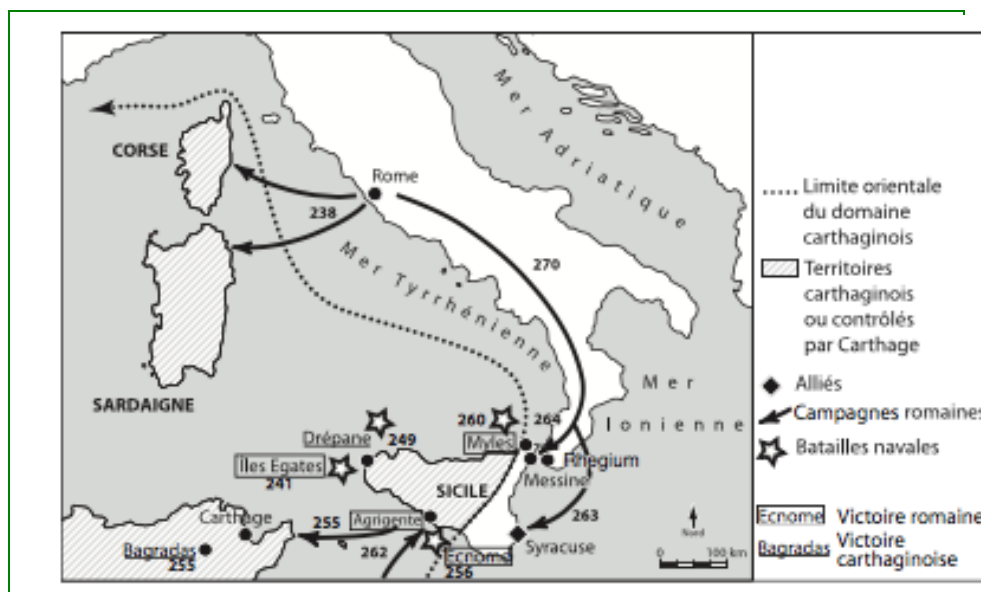 Mer Adriatique
CORSE
Rome
238
Mer Tyrrhénienne
270
SARDAIGNE
Mer
Ionienne
260
264
Drépane
249
Myles
Rhegium
Messine
Îles Egates
241
SICILE
Carthage
255
Agrigente
263
Bagradas
255
262
Ecnome
256
Syracuse
Nord
0 100 km
Limite orientale
du domaine
carthaginois
Territoires
carthaginois
ou contrôlés
par Carthage
Alliés
Campagnes romaines
Batailles navales
Ecnome Victoire romaine
Bagradas Victoire
carthaginoise